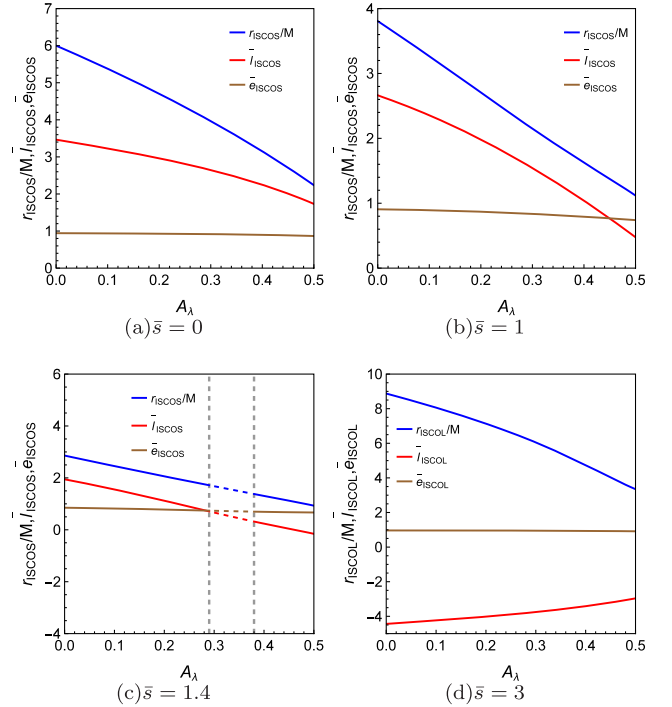 r_ISCOS/M, l̄_ISCOS, ē_ISCOS
7
6
5
4
3
2
1
0
r_ISCOS/M
l̄_ISCOS
ē_ISCOS
0.0 0.1 0.2 0.3 0.4 0.5
A_λ
(a) s̄ = 0
r_ISCOS/M, l̄_ISCOS, ē_ISCOS
4
3
2
1
0
r_ISCOS/M
l̄_ISCOS
ē_ISCOS
0.0 0.1 0.2 0.3 0.4 0.5
A_λ
(b) s̄ = 1
r_ISCOS/M, l̄_ISCOS, ē_ISCOS
6
4
2
0
−2
−4
r_ISCOS/M
l̄_ISCOS
ē_ISCOS
0.0 0.1 0.2 0.3 0.4 0.5
A_λ
(c) s̄ = 1.4
r_ISCOL/M, l̄_ISCOL, ē_ISCOL
10
8
6
4
2
0
−2
−4
r_ISCOL/M
l̄_ISCOL
ē_ISCOL
0.0 0.1 0.2 0.3 0.4 0.5
A_λ
(d) s̄ = 3